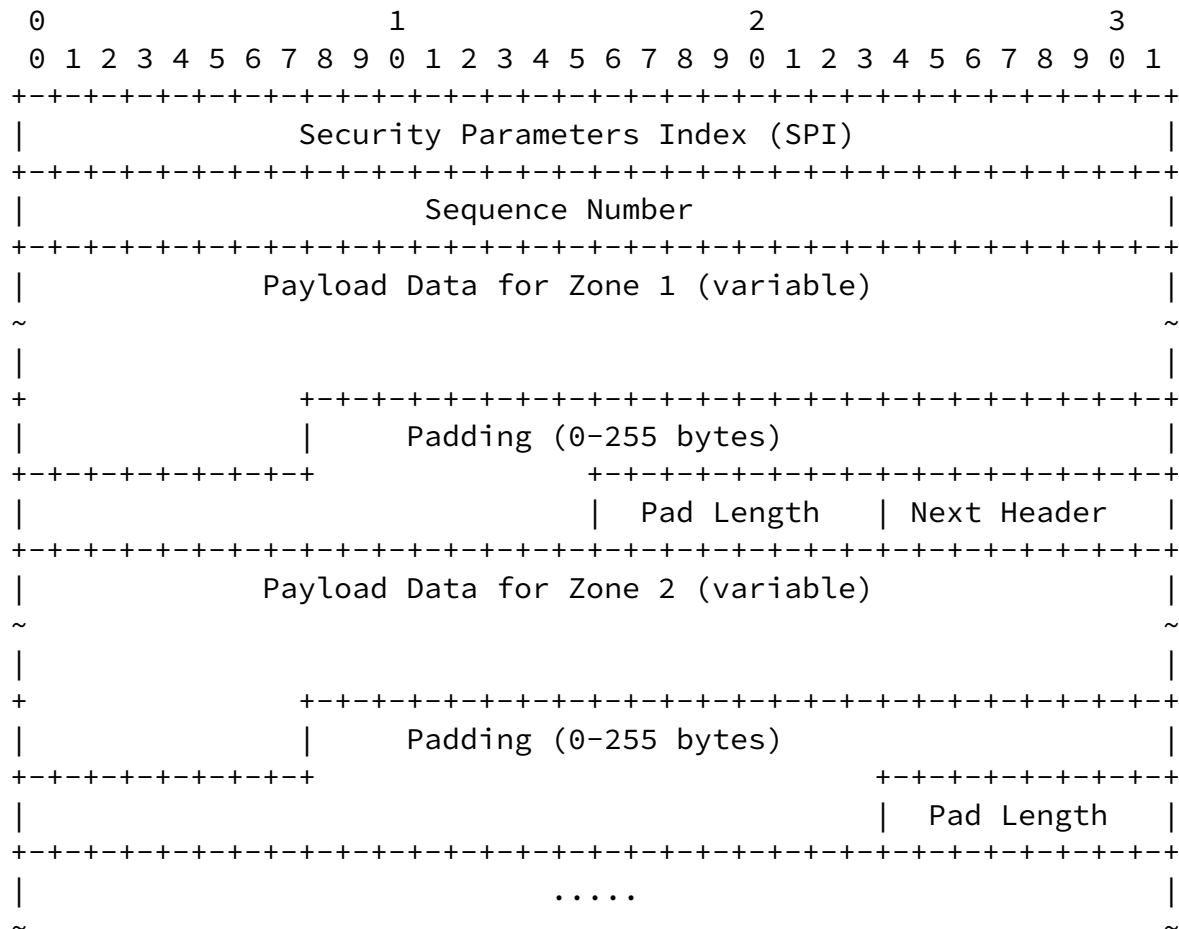 0                   1                   2                   3
 0 1 2 3 4 5 6 7 8 9 0 1 2 3 4 5 6 7 8 9 0 1 2 3 4 5 6 7 8 9 0 1
+-+-+-+-+-+-+-+-+-+-+-+-+-+-+-+-+-+-+-+-+-+-+-+-+-+-+-+-+-+-+-+-+
|               Security Parameters Index (SPI)                 |
+-+-+-+-+-+-+-+-+-+-+-+-+-+-+-+-+-+-+-+-+-+-+-+-+-+-+-+-+-+-+-+-+
|                      Sequence Number                          |
+-+-+-+-+-+-+-+-+-+-+-+-+-+-+-+-+-+-+-+-+-+-+-+-+-+-+-+-+-+-+-+-+
|             Payload Data for Zone 1 (variable)                |
~                                                               ~
|                                                               |
+               +-+-+-+-+-+-+-+-+-+-+-+-+-+-+-+-+-+-+-+-+-+-+-+-+
|               |     Padding (0-255 bytes)                     |
+-+-+-+-+-+-+-+-+               +-+-+-+-+-+-+-+-+-+-+-+-+-+-+-+-+
|                               |  Pad Length   | Next Header   |
+-+-+-+-+-+-+-+-+-+-+-+-+-+-+-+-+-+-+-+-+-+-+-+-+-+-+-+-+-+-+-+-+
|             Payload Data for Zone 2 (variable)                |
~                                                               ~
|                                                               |
+               +-+-+-+-+-+-+-+-+-+-+-+-+-+-+-+-+-+-+-+-+-+-+-+-+
|               |     Padding (0-255 bytes)                     |
+-+-+-+-+-+-+-+-+                               +-+-+-+-+-+-+-+-+
|                                               |  Pad Length   |
+-+-+-+-+-+-+-+-+-+-+-+-+-+-+-+-+-+-+-+-+-+-+-+-+-+-+-+-+-+-+-+-+
|                             .....                             |
~                                                               ~